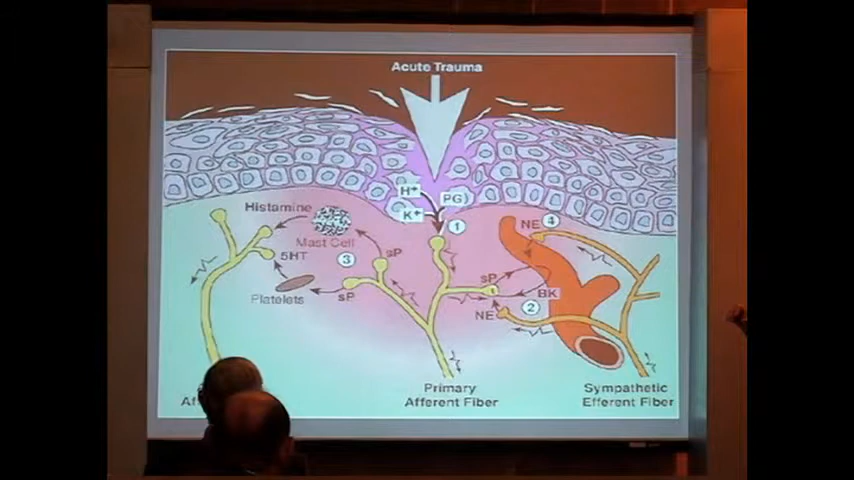 Acute Trauma
H+
PG
K+
1
Histamine
Mast Cell
NE
4
5HT
3
sP
sP
BK
Platelets
sP
NE
2
Primary
Afferent Fiber
Sympathetic
Efferent Fiber